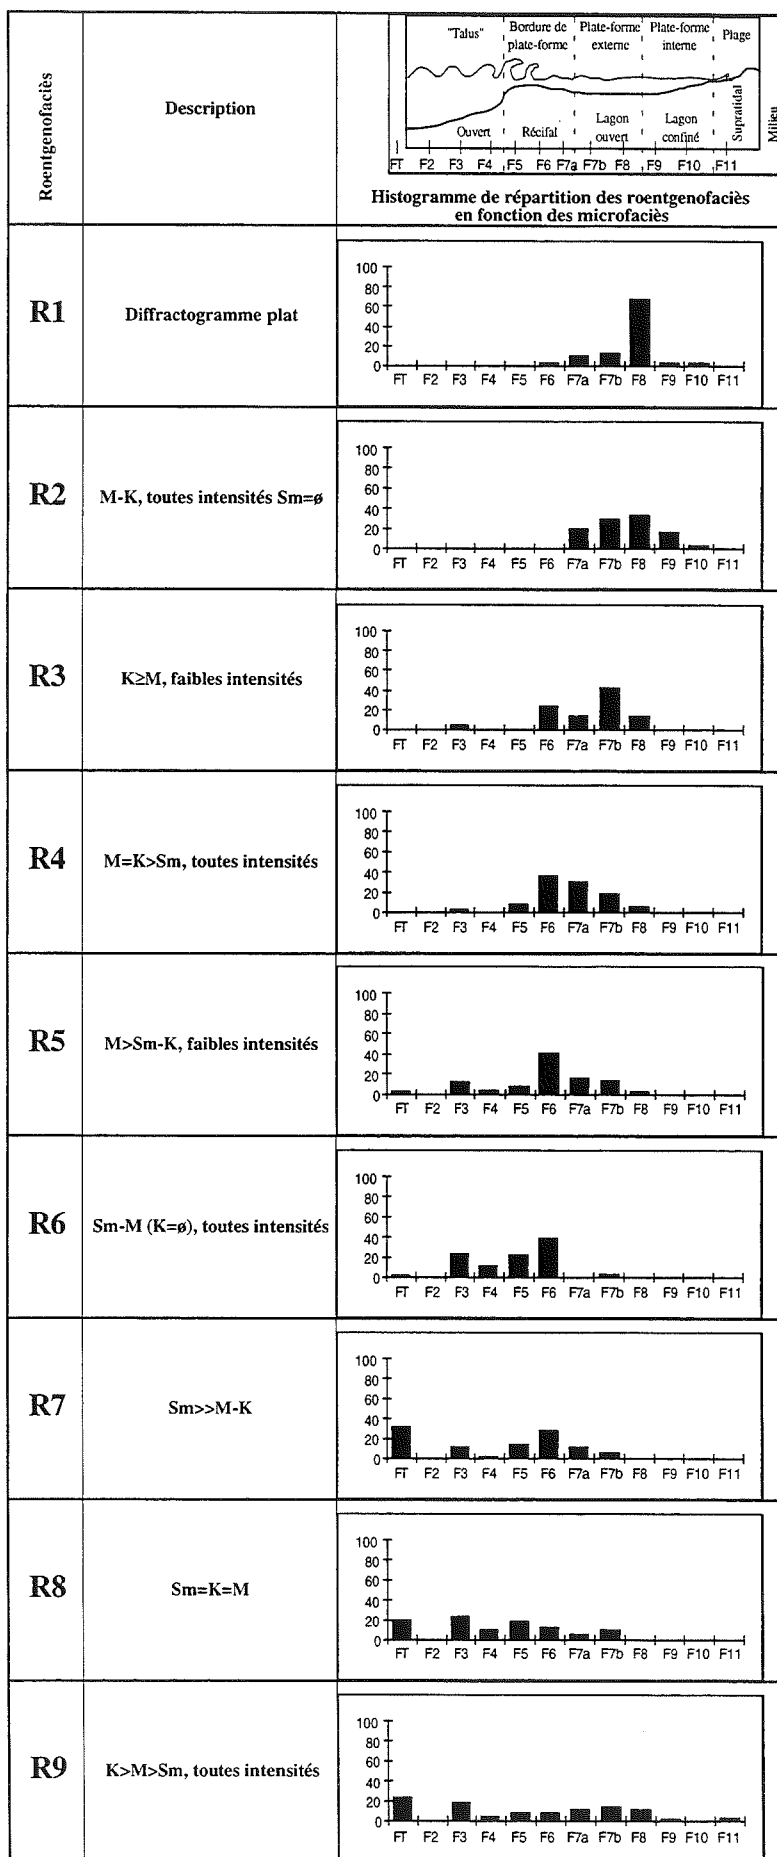 Roentgenofaciès
Description
"Talus"
Bordure de plate-forme
Plate-forme externe
Plate-forme interne
Plage
Ouvert
Récifal
Lagon ouvert
Lagon confiné
Supratidal
Milieu
FT F2 F3 F4 F5 F6 F7a F7b F8 F9 F10 F11
Histogramme de répartition des roentgenofaciès
en fonction des microfaciès
R1
Diffractogramme plat
100
80
60
40
20
0
FT F2 F3 F4 F5 F6 F7a F7b F8 F9 F10 F11
R2
M-K, toutes intensités Sm=ø
100
80
60
40
20
0
FT F2 F3 F4 F5 F6 F7a F7b F8 F9 F10 F11
R3
K≥M, faibles intensités
100
80
60
40
20
0
FT F2 F3 F4 F5 F6 F7a F7b F8 F9 F10 F11
R4
M=K>Sm, toutes intensités
100
80
60
40
20
0
FT F2 F3 F4 F5 F6 F7a F7b F8 F9 F10 F11
R5
M>Sm-K, faibles intensités
100
80
60
40
20
0
FT F2 F3 F4 F5 F6 F7a F7b F8 F9 F10 F11
R6
Sm-M (K=ø), toutes intensités
100
80
60
40
20
0
FT F2 F3 F4 F5 F6 F7a F7b F8 F9 F10 F11
R7
Sm>>M-K
100
80
60
40
20
0
FT F2 F3 F4 F5 F6 F7a F7b F8 F9 F10 F11
R8
Sm=K=M
100
80
60
40
20
0
FT F2 F3 F4 F5 F6 F7a F7b F8 F9 F10 F11
R9
K>M>Sm, toutes intensités
100
80
60
40
20
0
FT F2 F3 F4 F5 F6 F7a F7b F8 F9 F10 F11